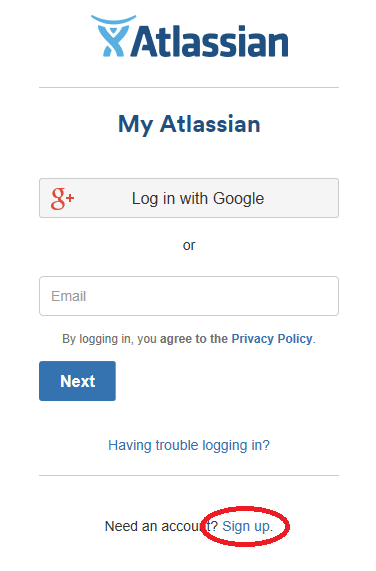 Atlassian
My Atlassian
g+ Log in with Google
or
Email
By logging in, you agree to the Privacy Policy.
Next
Having trouble logging in?
Need an account? Sign up.